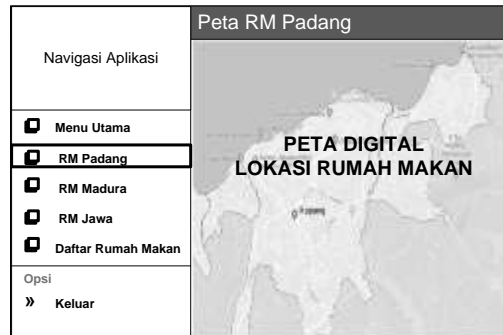 Peta RM Padang
Navigasi Aplikasi
Menu Utama
RM Padang
RM Madura
RM Jawa
Daftar Rumah Makan
Opsi
» Keluar
PETA DIGITAL
LOKASI RUMAH MAKAN